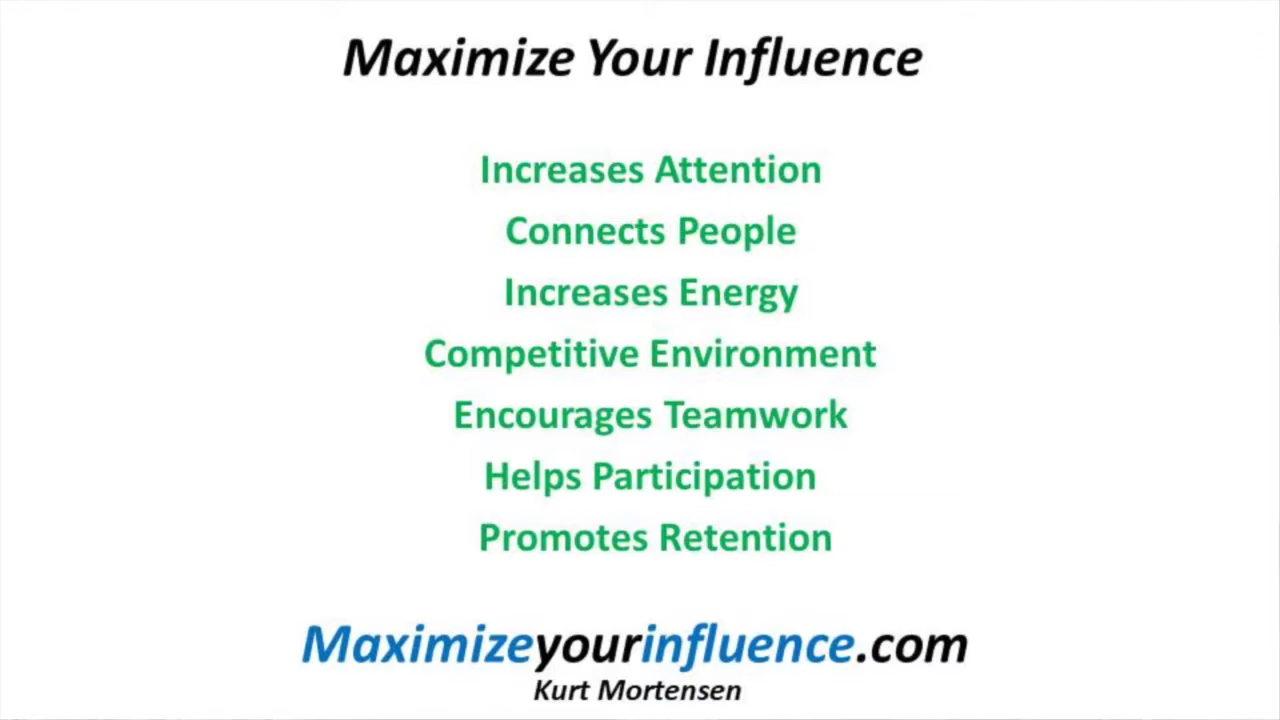 Maximize Your Influence
Increases Attention
Connects People
Increases Energy
Competitive Environment
Encourages Teamwork
Helps Participation
Promotes Retention
Maximizeyourinfluence.com
Kurt Mortensen